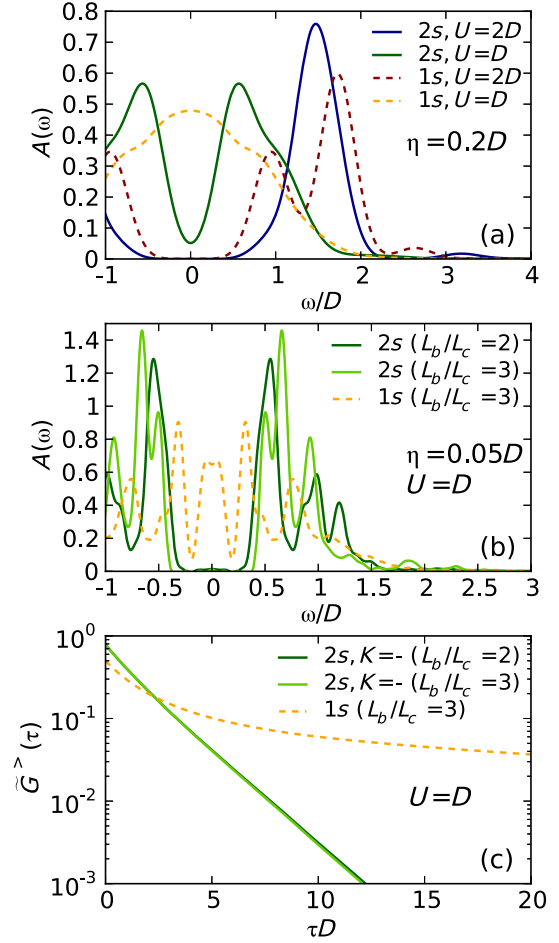 0.8
0.7
0.6
0.5
0.4
0.3
0.2
0.1
0
A(ω)
2s, U=2D
2s, U=D
1s, U=2D
1s, U=D
η=0.2D
(a)
-1 0 1 2 3 4
ω/D
1.4
1.2
1
0.8
0.6
0.4
0.2
0
A(ω)
2s (L_b/L_c =2)
2s (L_b/L_c =3)
1s (L_b/L_c =3)
η=0.05D
U=D
(b)
-1 -0.5 0 0.5 1 1.5 2 2.5 3
ω/D
10^0
10^-1
10^-2
10^-3
G̃^>(τ)
2s, K=- (L_b/L_c =2)
2s, K=- (L_b/L_c =3)
1s (L_b/L_c =3)
U=D
(c)
0 5 10 15 20
τD